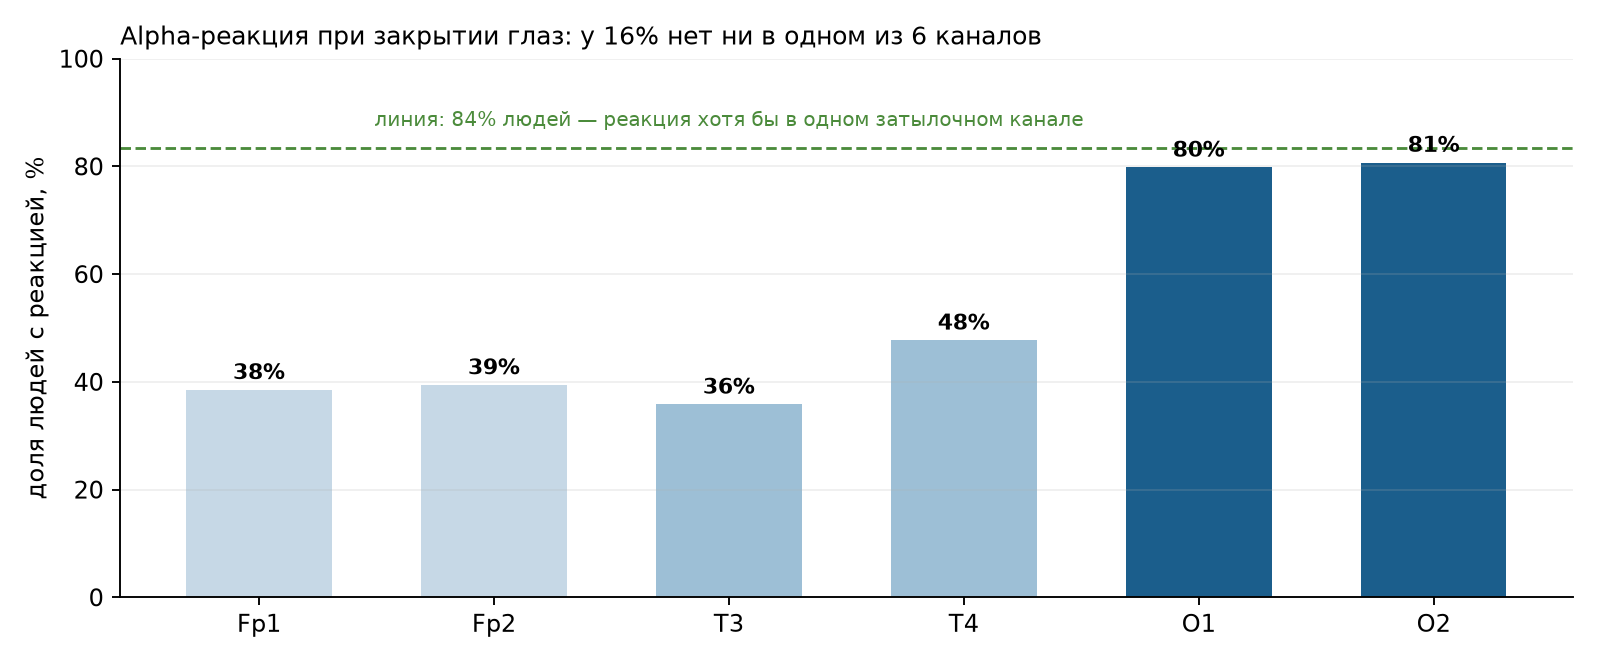 Alpha-реакция при закрытии глаз: у 16% нет ни в одном из 6 каналов
доля людей с реакцией, %
100
80
60
40
20
0
линия: 84% людей — реакция хотя бы в одном затылочном канале
38%
39%
36%
48%
80%
81%
Fp1
Fp2
T3
T4
O1
O2